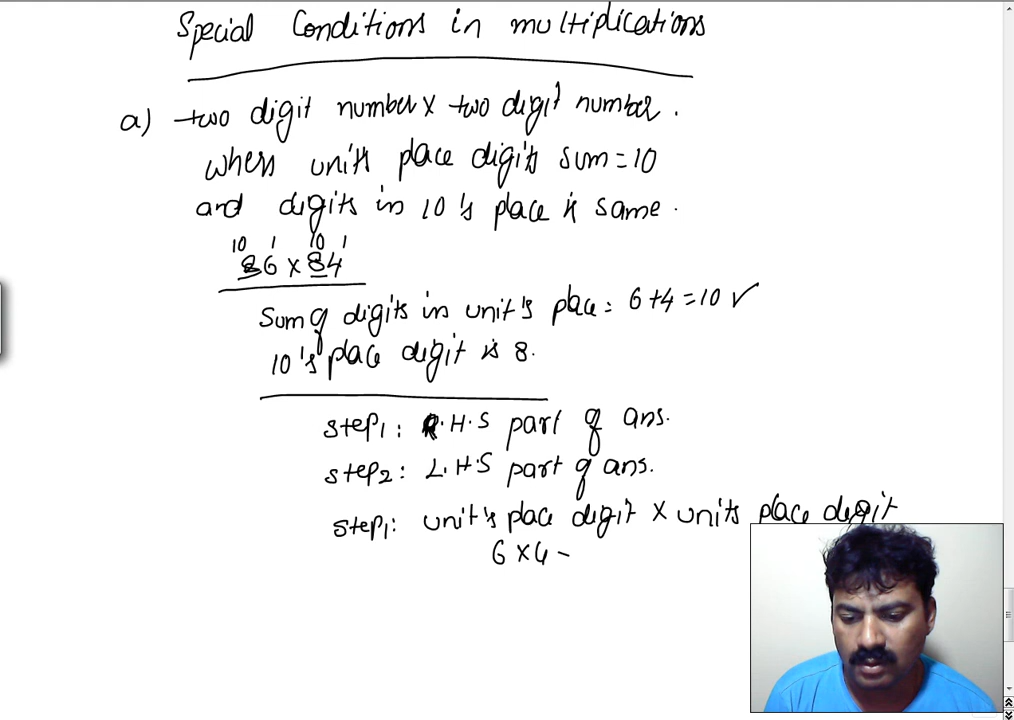 Special Conditions in multiplications
a) two digit number x two digit number.
where units place digits sum = 10
and digits in 10's place is same.
10 1 10 1
86 x 84
Sum of digits in unit's place = 6 + 4 = 10 ✓
10's place digit is 8.
step1: R.H.S part of ans.
step2: L.H.S part of ans.
step1: unit's place digit x units place digit
6 x 4 -